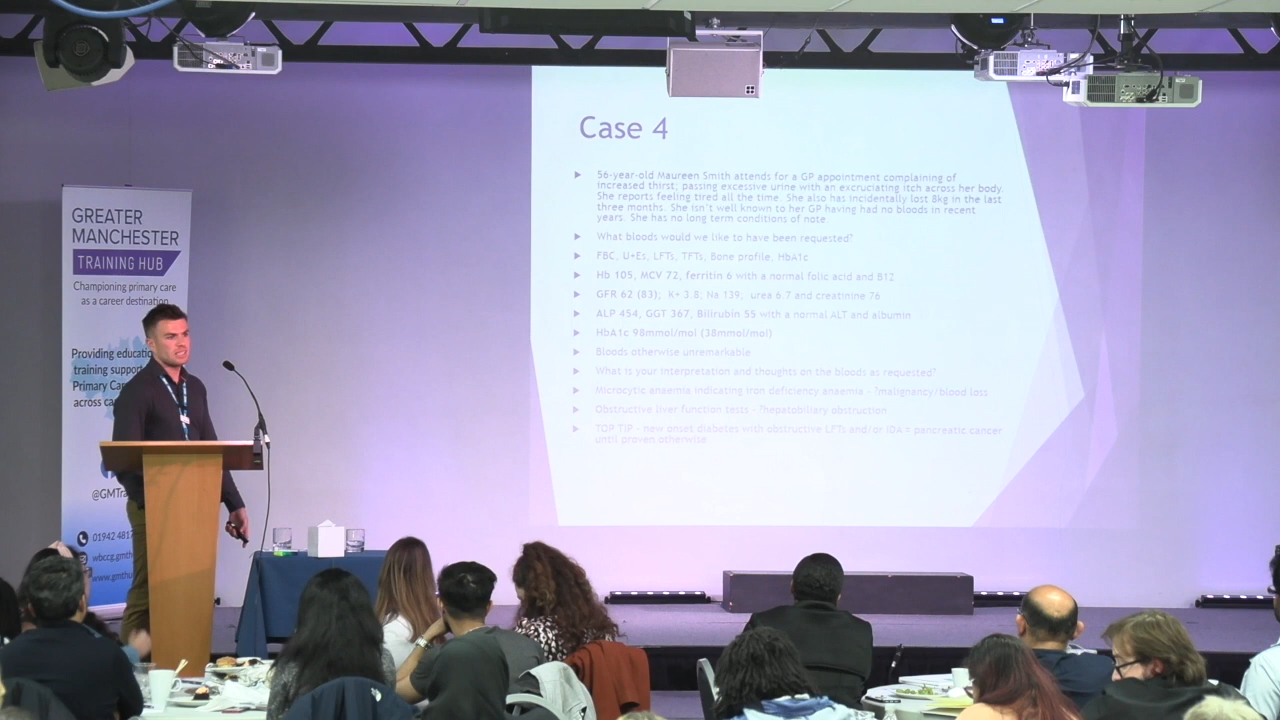 GREATER
MANCHESTER
TRAINING HUB
Championing primary care
as a career destination
Providing
training
Primary
across
01942
Case 4
56-year-old Maureen Smith attends for a GP appointment complaining of
increased thirst; passing excessive urine with an excruciating itch across her body.
She reports feeling tired all the time. She also has incidentally lost 8kg in the last
three months. She isn't well known to her GP having had no bloods in recent
years. She has no long term conditions of note.
What bloods would we like to have been requested?
FBC, U+Es, LFTs, TFTs, Bone profile, HbA1c
Hb 105, MCV 72, ferritin 6 with a normal folic acid and B12
GFR 62 (83); K+ 3.8; Na 139, urea 6.7 and creatinine 76
ALP 454, GGT 367, Bilirubin 55 with a normal ALT and albumin
HbA1c 98mmol/mol (38mmol/mol)
Bloods otherwise unremarkable
What is your interpretation and thoughts on the bloods as requested?
Microcytic anaemia indicating iron deficiency anaemia - ?malignancy/blood loss
Obstructive liver function tests - ?hepatobiliary obstruction
TOP TIP - new onset diabetes with obstructive LFTs and/or IDA = pancreatic cancer
until proven otherwise